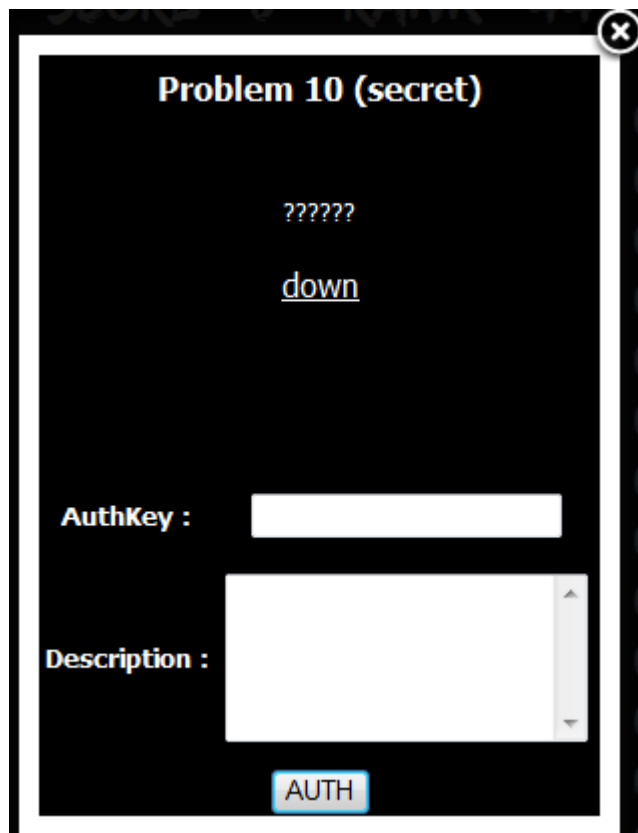 Problem 10 (secret)
??????
down
AuthKey :
Description :
AUTH